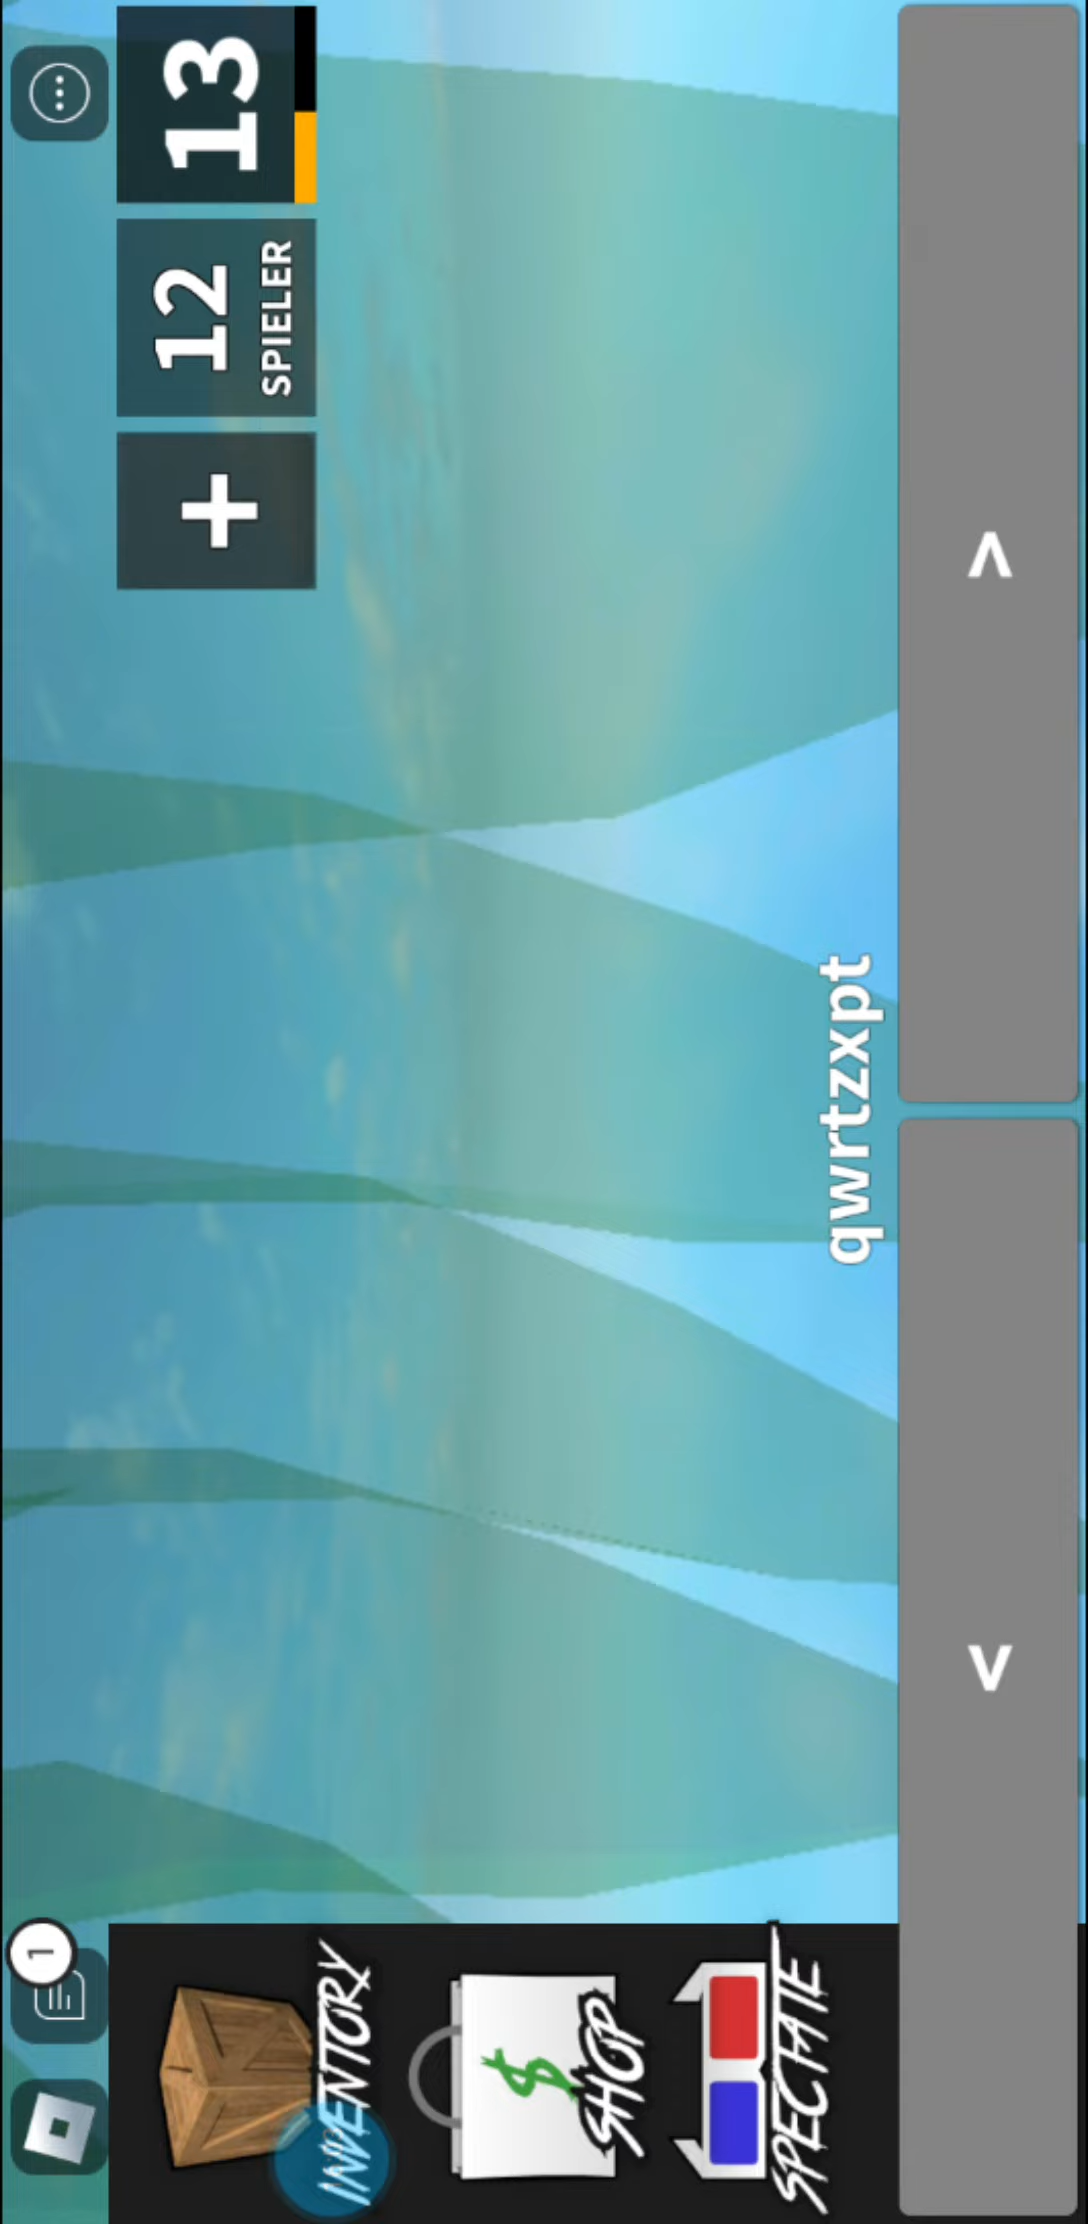 1
13
12
SPIELER
+
INVENTORY
$
SHOP
SPECTATE
qwrtzxpt
<
>